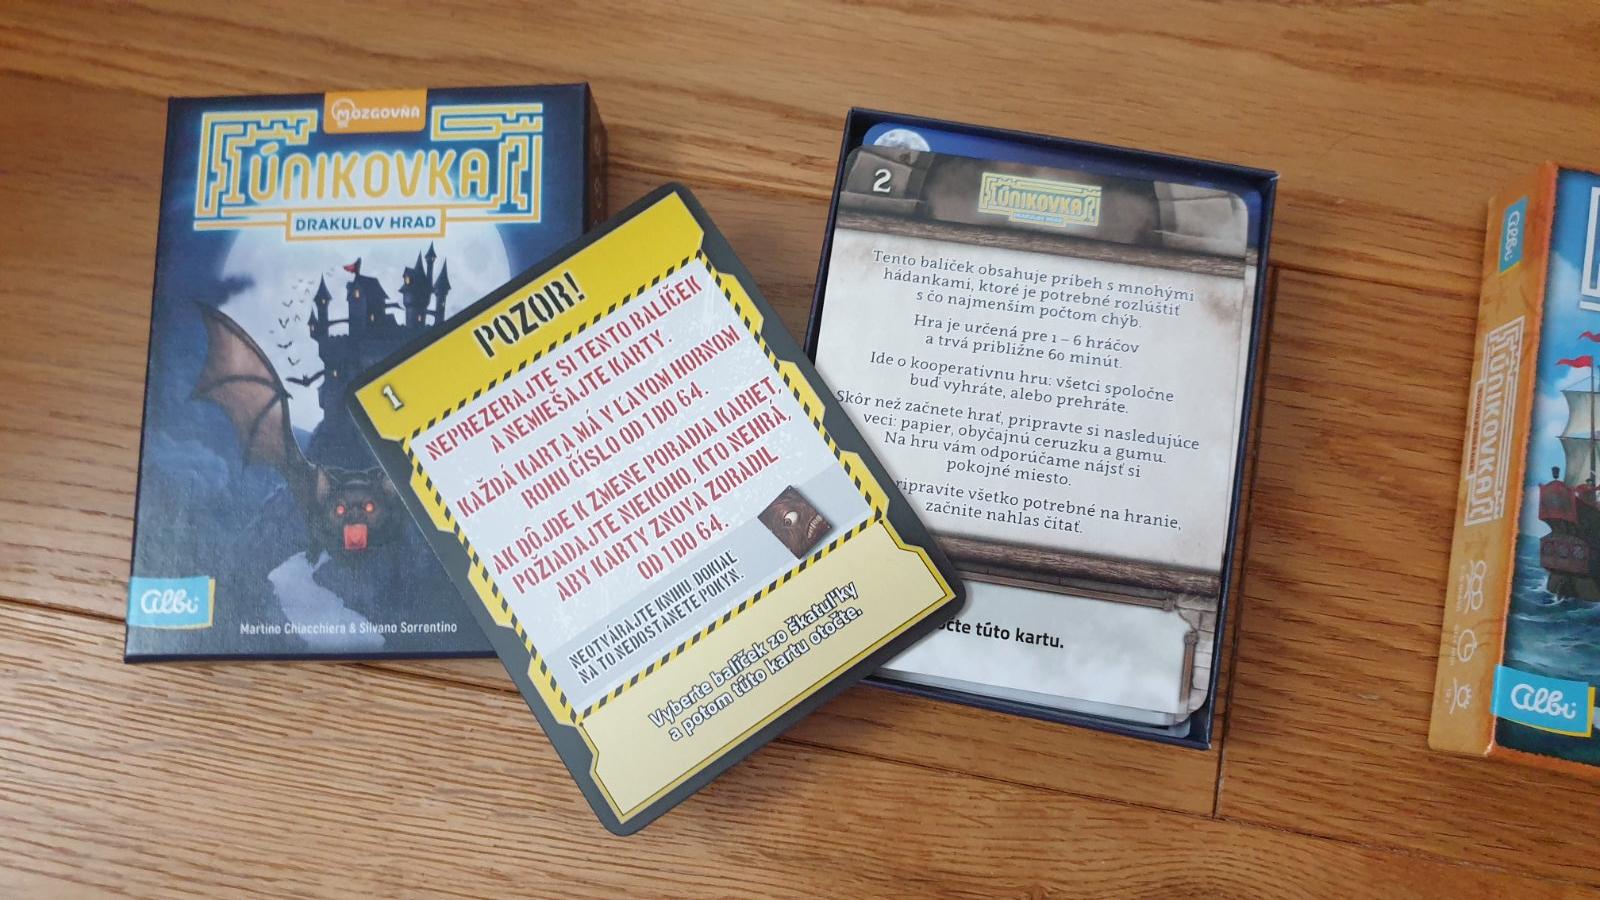 MOZGOVŇA
ÚNIKOVKA
DRAKULOV HRAD
Albi
Martino Chiacchiera & Silvano Sorrentino
1
POZOR!
NEPREZERAJTE SI TENTO BALÍČEK
A NEMIEŠAJTE KARTY.
KAŽDÁ KARTA MÁ V ĽAVOM HORNOM
ROHU ČÍSLO OD 1 DO 64.
AK DÔJDE K ZMENE PORADIA KARIET,
POŽIADAJTE NIEKOHO, KTO NEHRÁ,
ABY KARTY ZNOVA ZORADIL
OD 1 DO 64.
NEOTVÁRAJTE KNIHU, DOKIAĽ
NA TO NEDOSTANETE POKYN.
Vyberte balíček zo škatuľky
a potom túto kartu otočte.
2
ÚNIKOVKA
DRAKULOV HRAD
Tento balíček obsahuje príbeh s mnohými
hádankami, ktoré je potrebné rozlúštiť
s čo najmenším počtom chýb.
Hra je určená pre 1 – 6 hráčov
a trvá približne 60 minút.
Ide o kooperatívnu hru: všetci spoločne
buď vyhráte, alebo prehráte.
Skôr než začnete hrať, pripravte si nasledujúce
veci: papier, obyčajnú ceruzku a gumu.
Na hru vám odporúčame nájsť si
pokojné miesto.
ripravíte všetko potrebné na hranie,
začnite nahlas čítať.
očte túto kartu.
Albi
ÚNIKOVKA
Albi